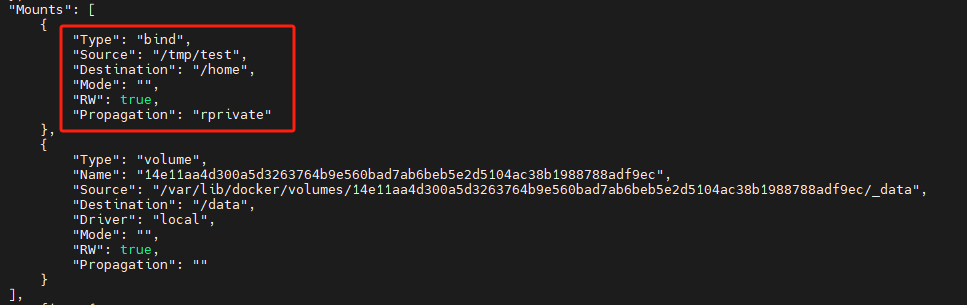 "Mounts": [
{
"Type": "bind",
"Source": "/tmp/test",
"Destination": "/home",
"Mode": "",
"RW": true,
"Propagation": "rprivate"
},
{
"Type": "volume",
"Name": "14e11aa4d300a5d3263764b9e560bad7ab6beb5e2d5104ac38b1988788adf9ec",
"Source": "/var/lib/docker/volumes/14e11aa4d300a5d3263764b9e560bad7ab6beb5e2d5104ac38b1988788adf9ec/_data",
"Destination": "/data",
"Driver": "local",
"Mode": "",
"RW": true,
"Propagation": ""
}
],